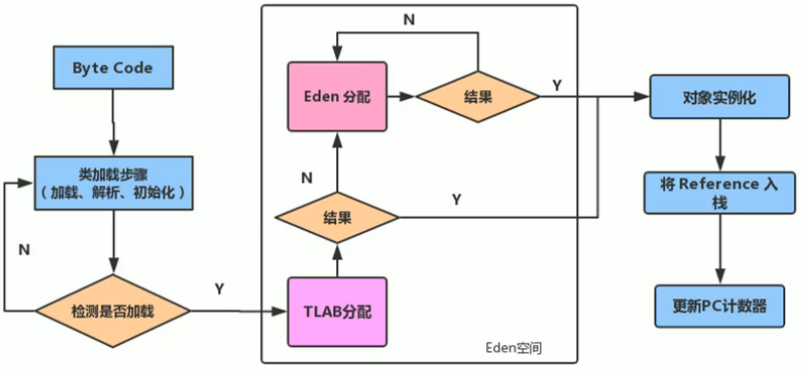 Byte Code
类加载步骤
（加载、解析、初始化）
N
检测是否加载
Y
N
Eden 分配
结果
Y
N
结果
Y
TLAB分配
Eden空间
对象实例化
将 Reference 入
栈
更新PC计数器